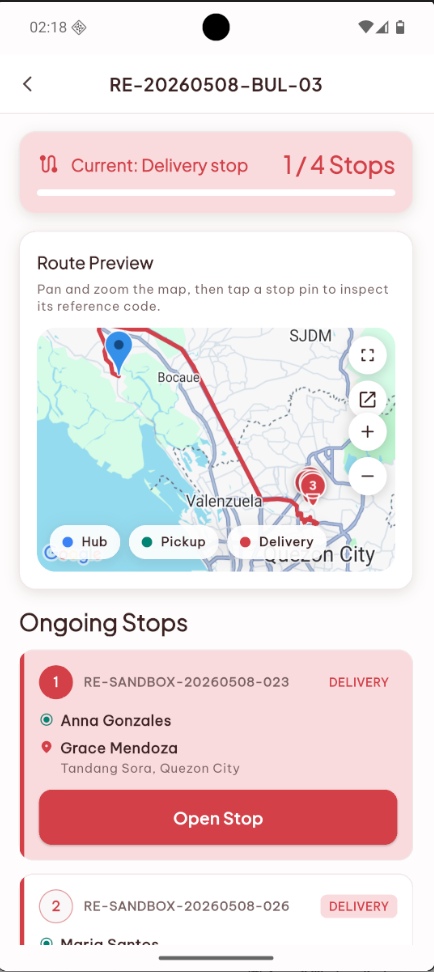 02:18
RE-20260508-BUL-03
Current: Delivery stop
1/4 Stops
Route Preview
Pan and zoom the map, then tap a stop pin to inspect
its reference code.
SJDM
Bocaue
3
Valenzuela
Hub
Pickup
Delivery
Google
Quezon City
Ongoing Stops
1
RE-SANDBOX-20260508-023
DELIVERY
Anna Gonzales
Grace Mendoza
Tandang Sora, Quezon City
Open Stop
2
RE-SANDBOX-20260508-026
DELIVERY
Maria Santos